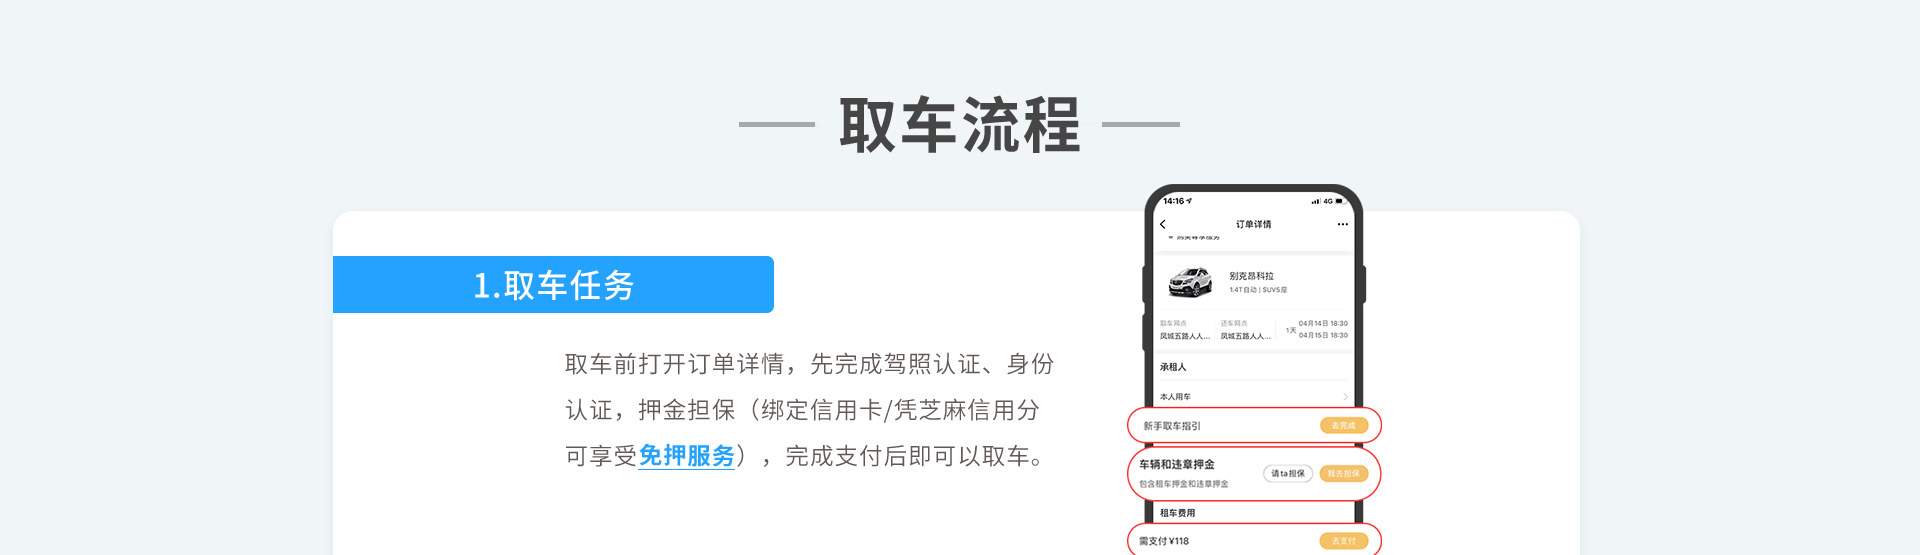 取车流程
1.取车任务
取车前打开订单详情，先完成驾照认证、身份
认证，押金担保（绑定信用卡/凭芝麻信用分
可享受免押服务），完成支付后即可以取车。
14:16 4G
订单详情
别克昂科拉
1.4T自动 | SUV5座
取车网点 还车网点
凤城五路人人... 凤城五路人人...
1天
04月14日 18:30
04月15日 18:30
承租人
本人用车
新手取车指引 去完成
车辆和违章押金
包含租车押金和违章押金
请ta担保 我去担保
租车费用
需支付 ¥118 去支付